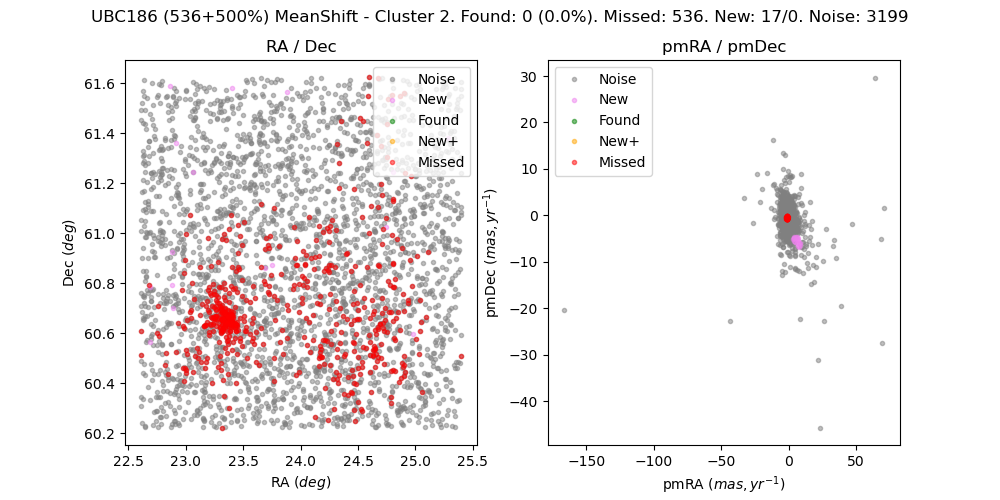 UBC186 (536+500%) MeanShift - Cluster 2. Found: 0 (0.0%). Missed: 536. New: 17/0. Noise: 3199
RA / Dec
61.6
61.4
61.2
61.0
60.8
60.6
60.4
60.2
Dec (deg)
22.5 23.0 23.5 24.0 24.5 25.0 25.5
RA (deg)
Noise
New
Found
New+
Missed
pmRA / pmDec
30
20
10
0
−10
−20
−30
−40
pmDec (mas, yr⁻¹)
−150 −100 −50 0 50
pmRA (mas, yr⁻¹)
Noise
New
Found
New+
Missed